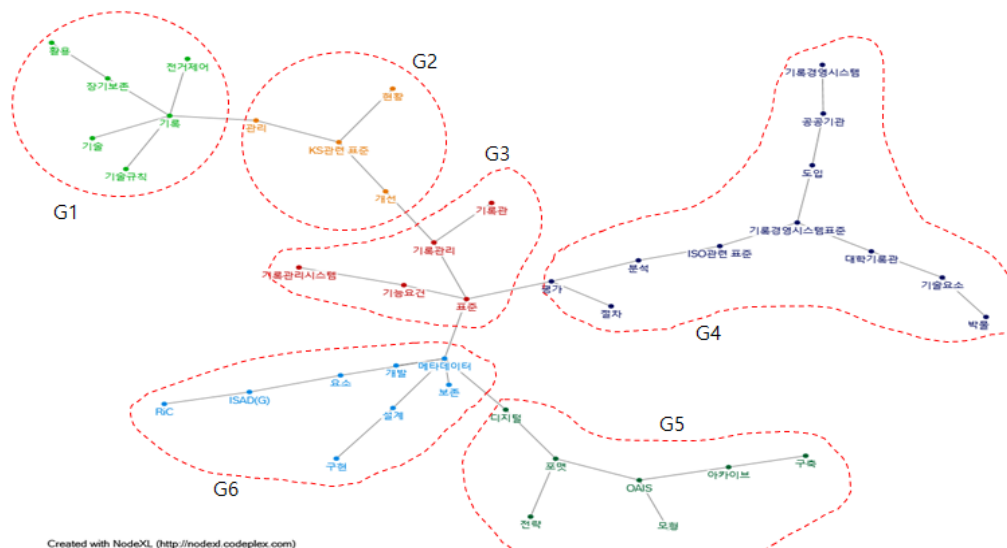 활용
전거제어
장기보존
기록
기술
기술규칙
G1
G2
현황
관리
KS관련 표준
개선
G3
기록관
기록관리
기록관리시스템
기능요건
표준
기록경영시스템
공공기관
도입
기록경영시스템표준
ISO관련 표준
대학기록관
분석
기술요소
평가
절차
박물
G4
메타데이터
개발
요소
보존
ISAD(G)
RiC
설계
구현
G6
디지털
G5
포맷
구축
아카이브
OAIS
전략
모형
Created with NodeXL (http://nodexl.codeplex.com)